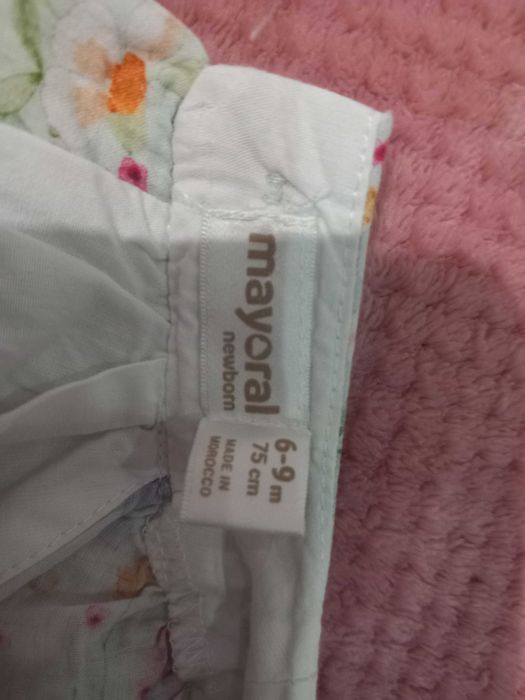 mayoral
newborn
6-9 m
75 cm
MADE IN
MOROCCO